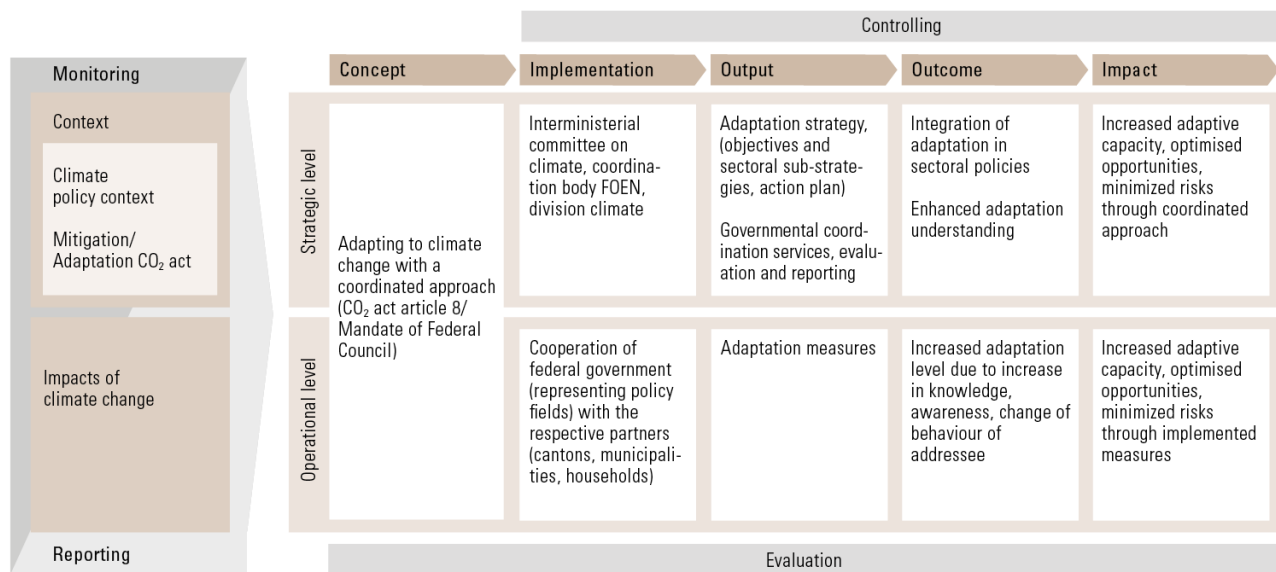 Controlling
Monitoring
Context
Climate
policy context
Mitigation/
Adaptation CO₂ act
Impacts of
climate change
Reporting
Concept
Implementation
Output
Outcome
Impact
Strategic level
Operational level
Adapting to climate
change with a
coordinated approach
(CO₂ act article 8/
Mandate of Federal
Council)
Interministerial
committee on
climate, coordina-
tion body FOEN,
division climate
Adaptation strategy,
(objectives and
sectoral sub-strate-
gies, action plan)
Governmental coord-
ination services, evalu-
ation and reporting
Integration of
adaptation in
sectoral policies
Enhanced adaptation
understanding
Increased adaptive
capacity, optimised
opportunities,
minimized risks
through coordinated
approach
Cooperation of
federal government
(representing policy
fields) with the
respective partners
(cantons, municipali-
ties, households)
Adaptation measures
Increased adaptation
level due to increase
in knowledge,
awareness, change of
behaviour of
addressee
Increased adaptive
capacity, optimised
opportunities,
minimized risks
through implemented
measures
Evaluation